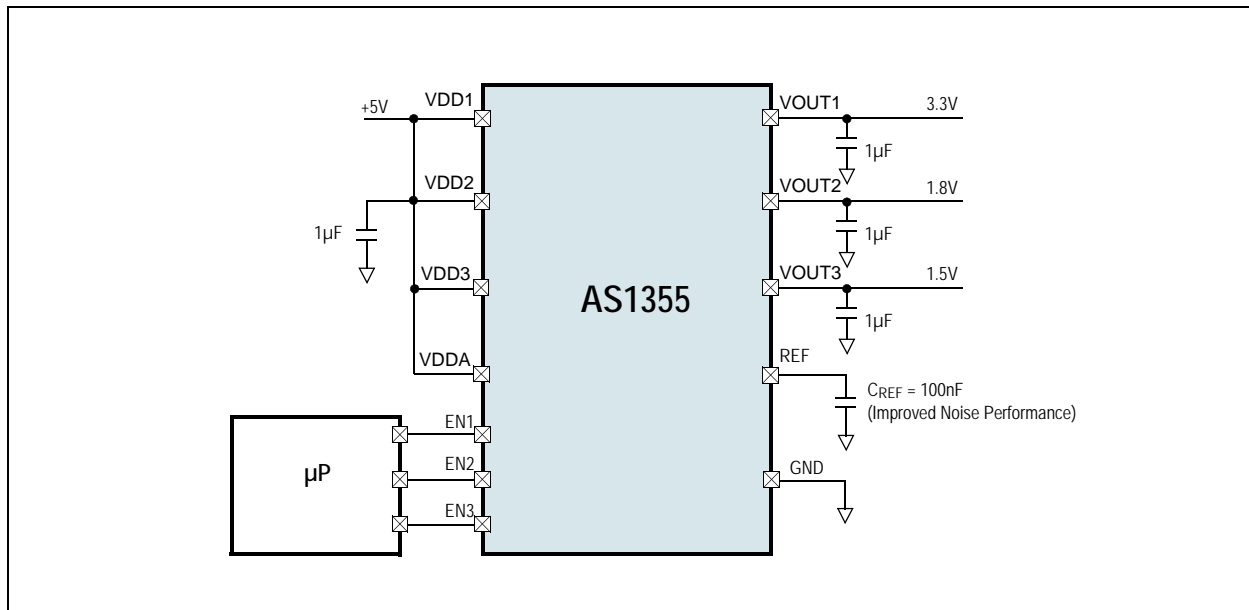 +5V
VDD1
VDD2
1µF
VDD3
VDDA
EN1
EN2
EN3
µP
AS1355
VOUT1
3.3V
1µF
VOUT2
1.8V
1µF
VOUT3
1.5V
1µF
REF
CREF = 100nF
(Improved Noise Performance)
GND